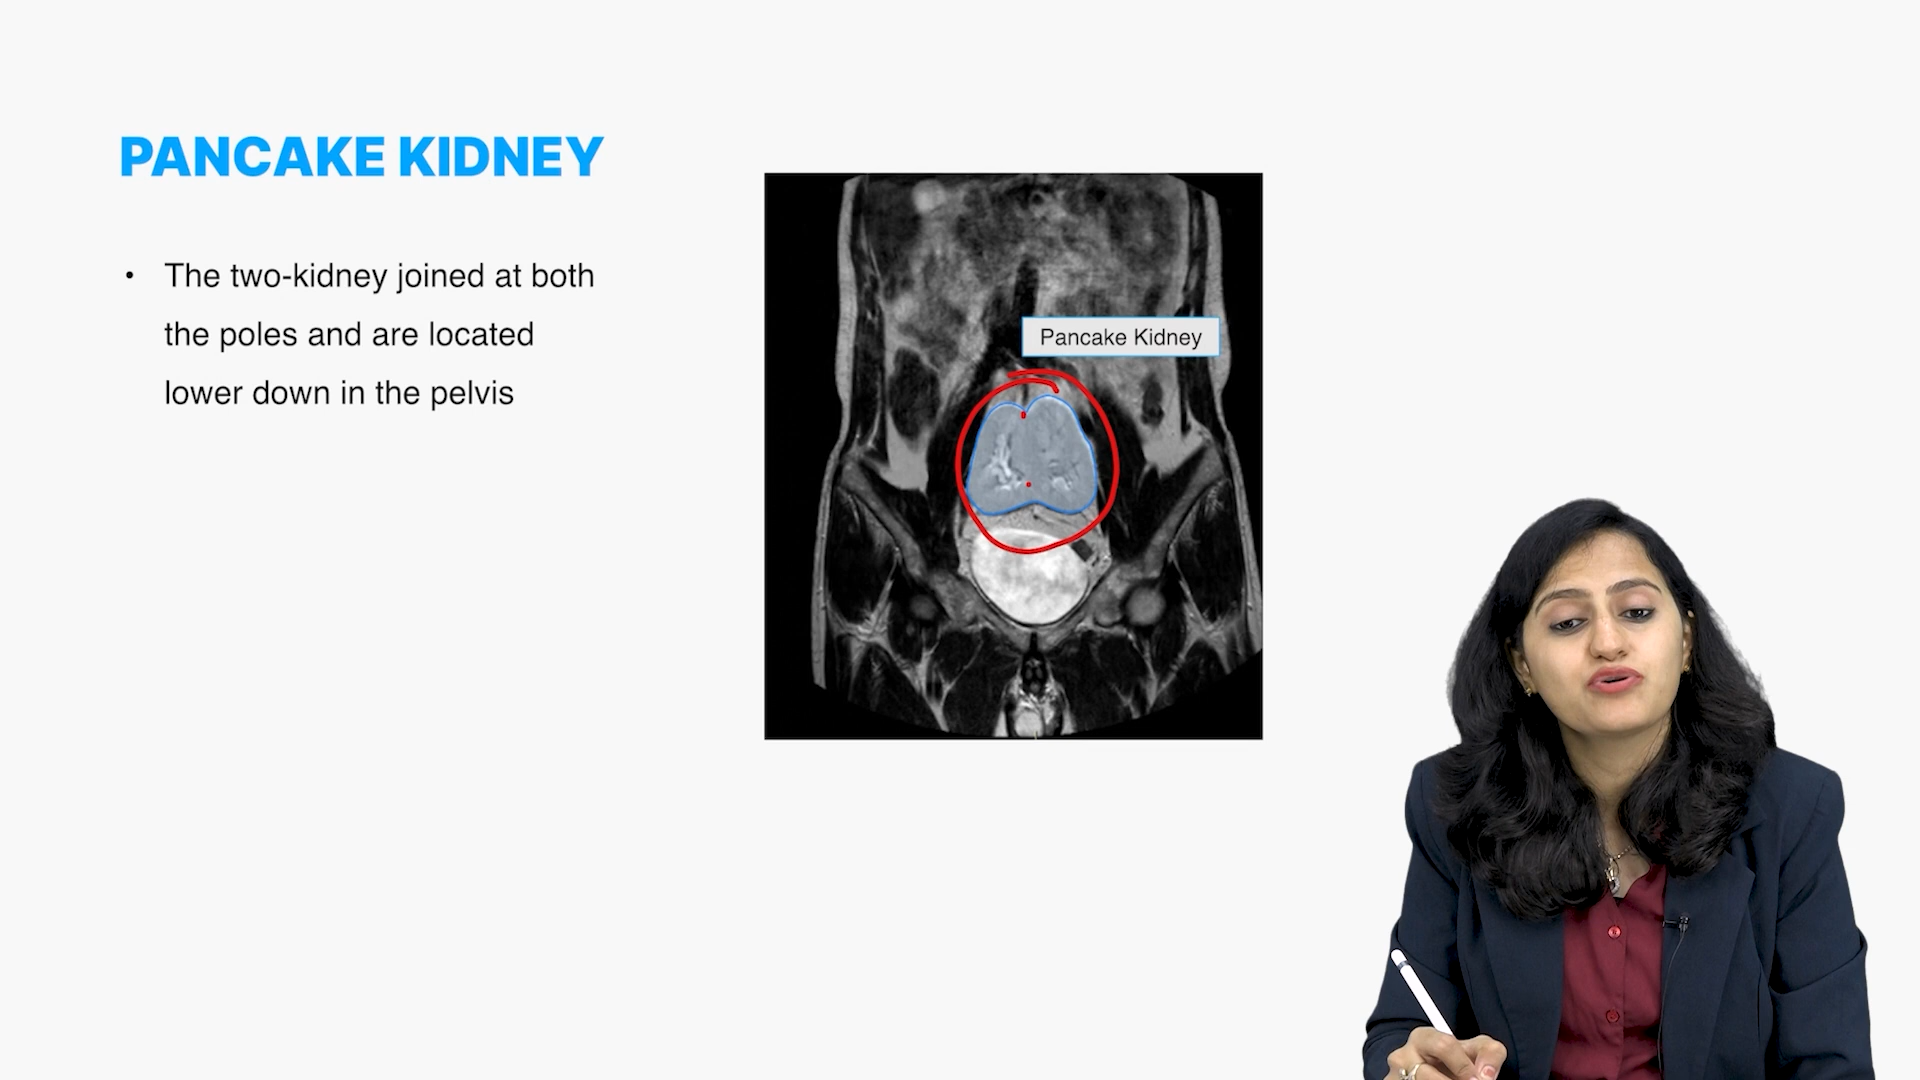 PANCAKE KIDNEY
• The two-kidney joined at both
the poles and are located
lower down in the pelvis
Pancake Kidney